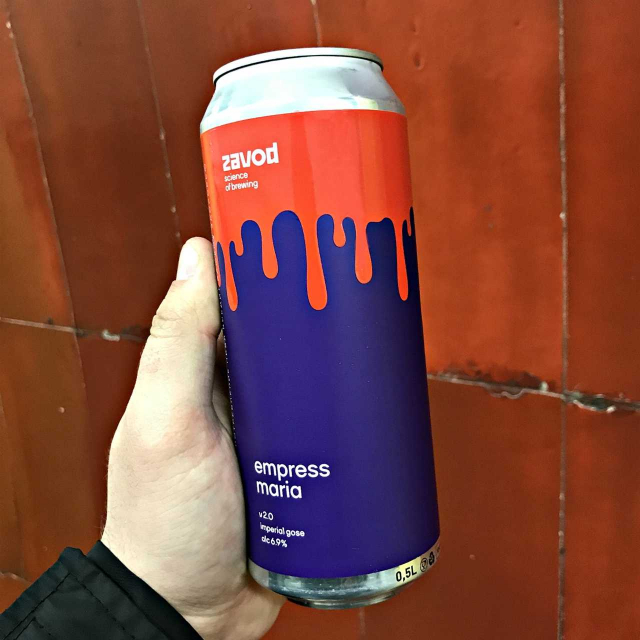 zavod
science
of brewing
empress
maria
v 2.0
imperial gose
alc 6.9%
0,5L